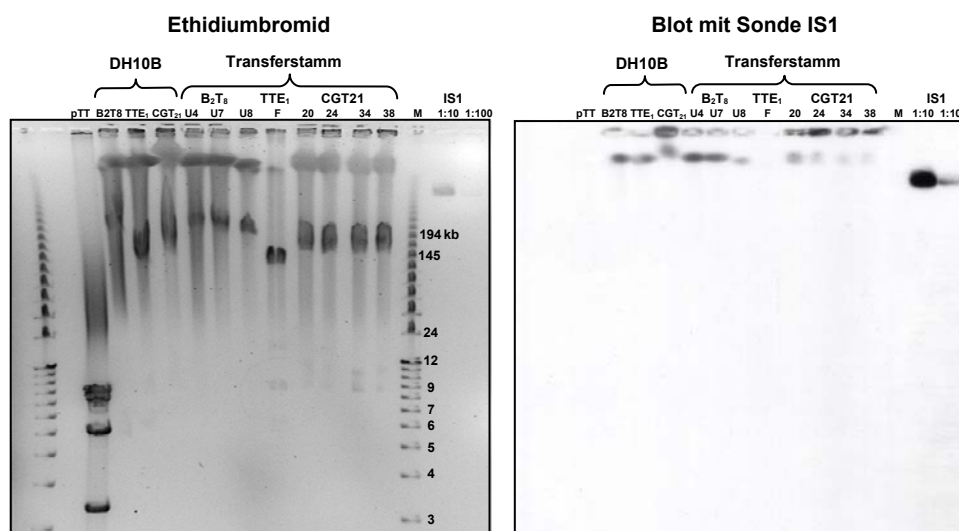 Ethidiumbromid
DH10B
Transferstamm
B₂T₈ TTE₁ CGT21 IS1
pTT B2T8 TTE₁ CGT₂₁ U4 U7 U8 F 20 24 34 38 M 1:10 1:100
194 kb
145
24
12
9
7
6
5
4
3
Blot mit Sonde IS1
DH10B
Transferstamm
B₂T₈ TTE₁ CGT21 IS1
pTT B2T8 TTE₁ CGT₂₁ U4 U7 U8 F 20 24 34 38 M 1:10 1:10